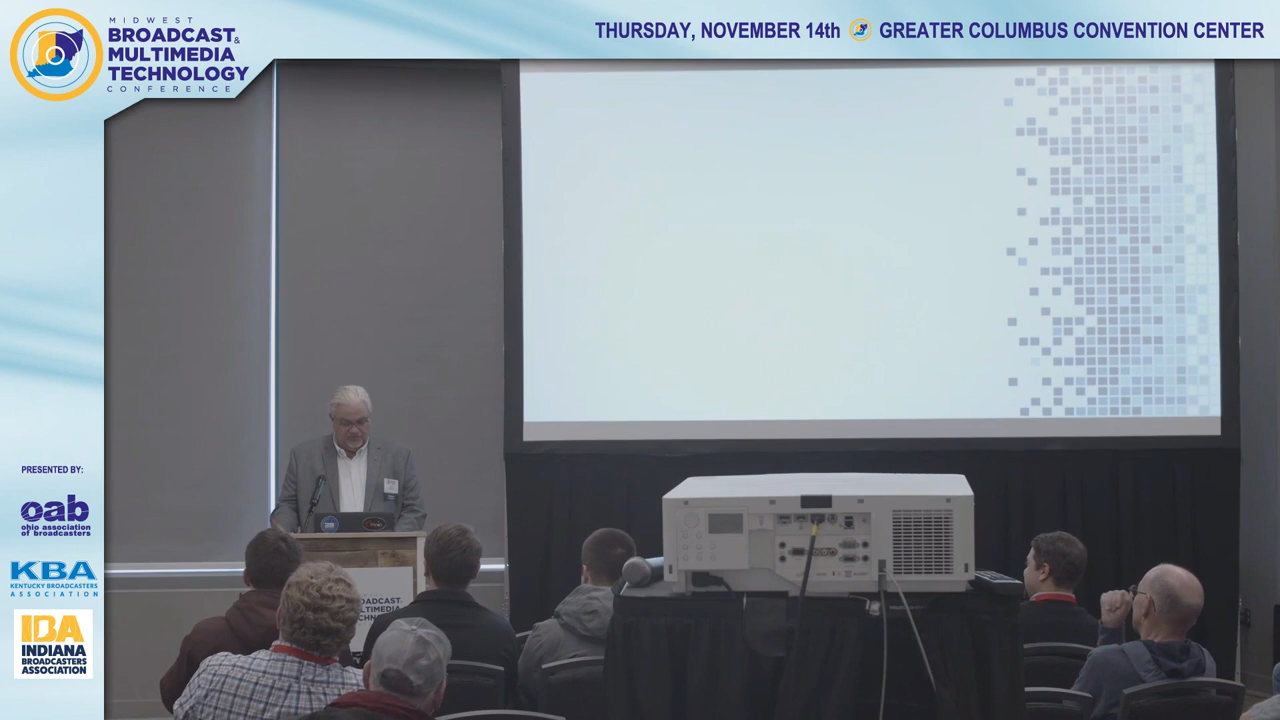 MIDWEST
BROADCAST&
MULTIMEDIA
TECHNOLOGY
CONFERENCE
THURSDAY, NOVEMBER 14th
GREATER COLUMBUS CONVENTION CENTER
PRESENTED BY:
oab
ohio association
of broadcasters
KBA
KENTUCKY BROADCASTERS
ASSOCIATION
IBA
INDIANA
BROADCASTERS
ASSOCIATION